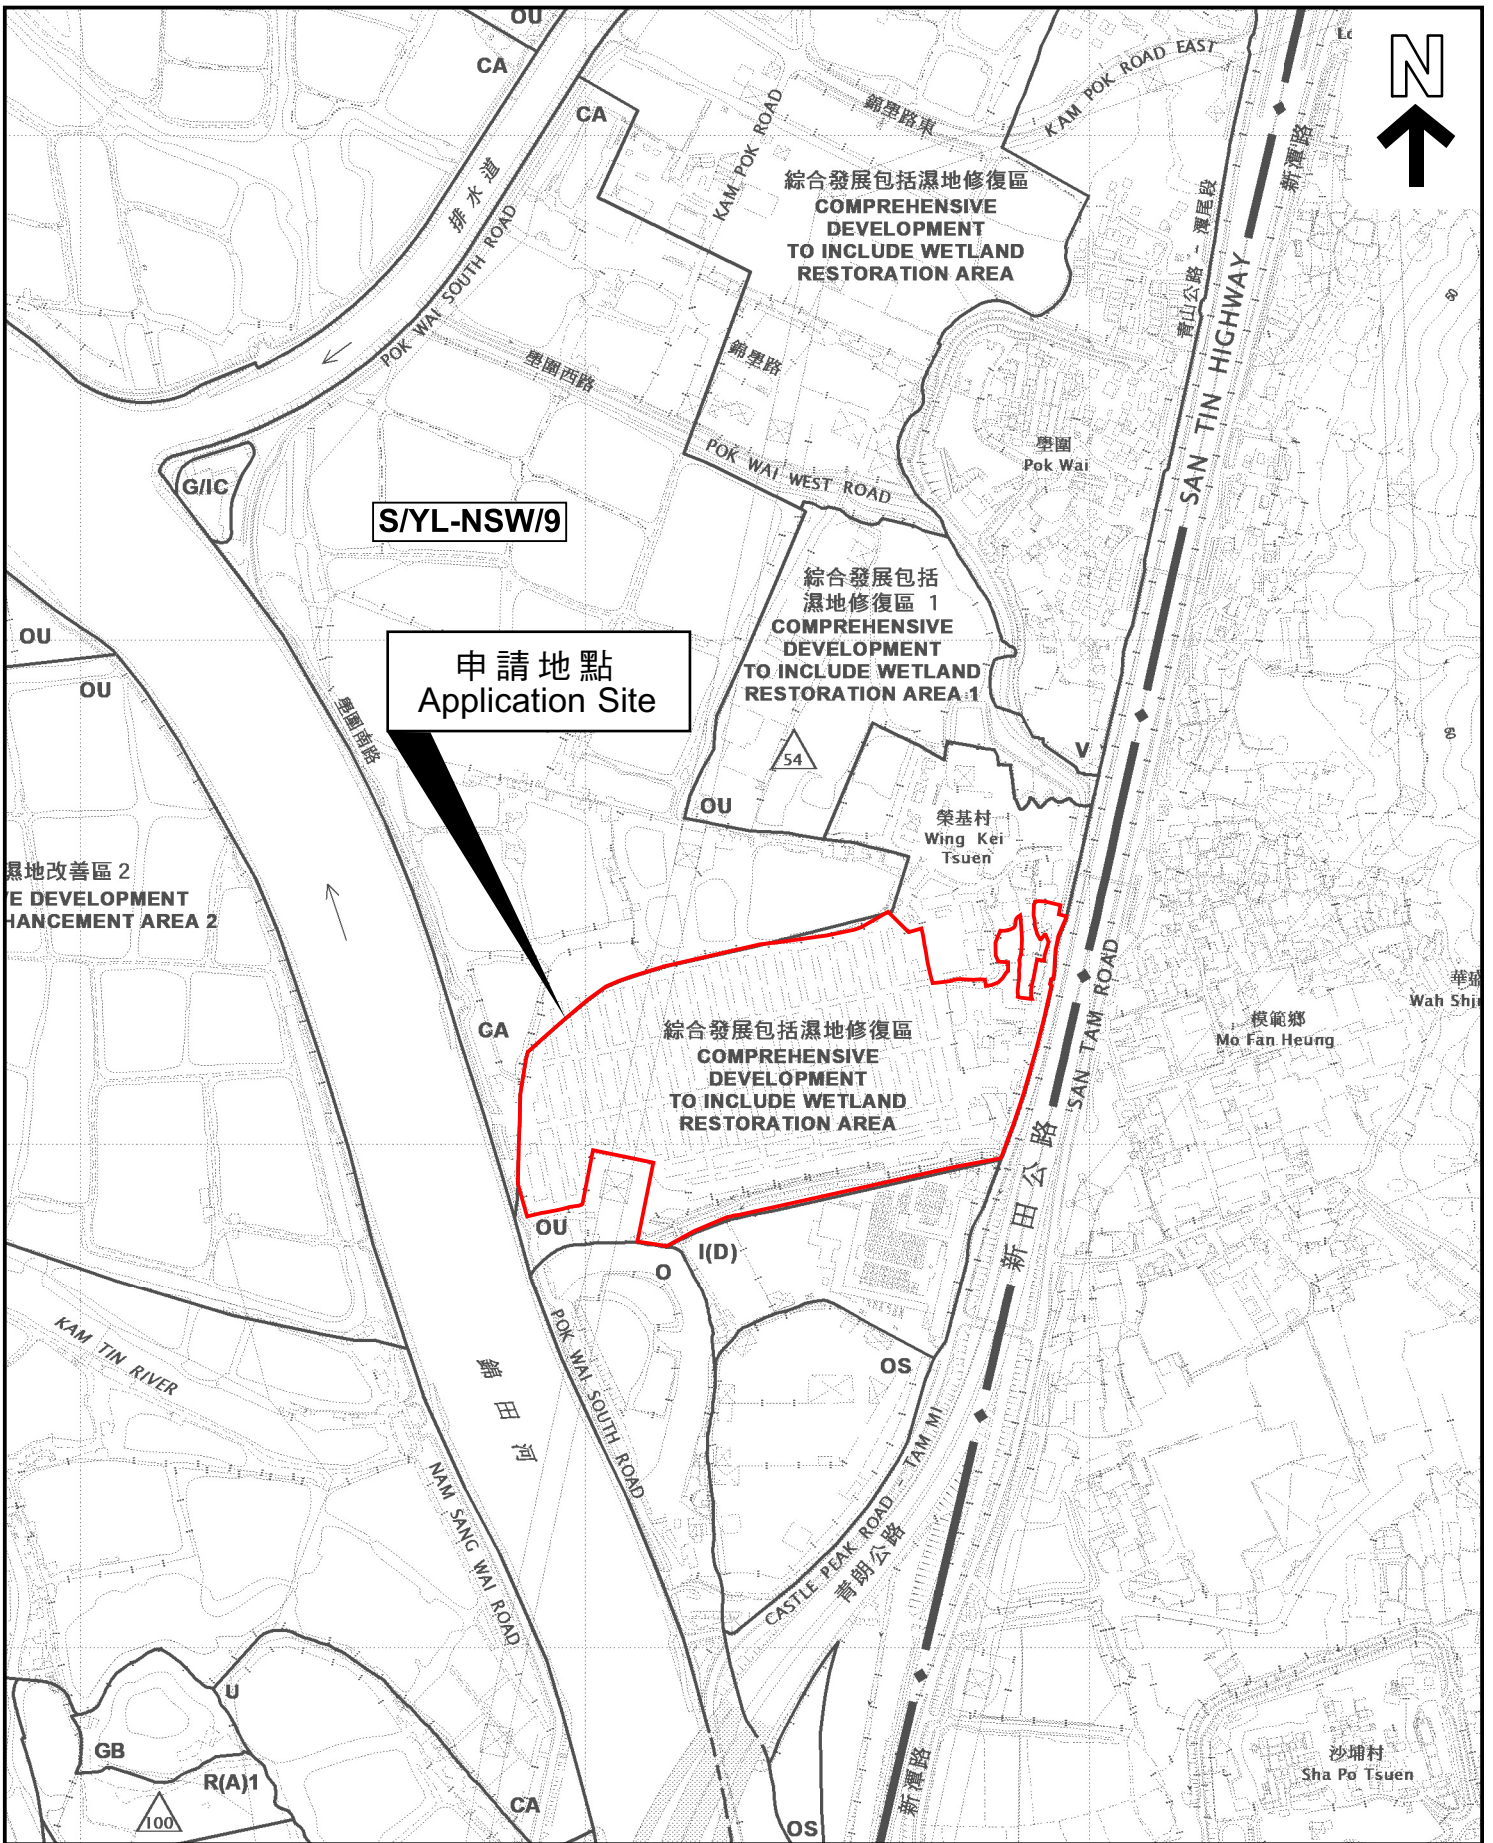 OU
CA
CA
N
KAM POK ROAD EAST
錦壆路東
KAM POK ROAD
新潭路
排水道
POK WAI SOUTH ROAD
綜合發展包括濕地修復區
COMPREHENSIVE
DEVELOPMENT
TO INCLUDE WETLAND
RESTORATION AREA
青山公路 - 潭尾段
SAN TIN HIGHWAY
50
壆圍西路
錦壆路
POK WAI WEST ROAD
壆圍
Pok Wai
G/IC
S/YL-NSW/9
綜合發展包括
濕地修復區 1
COMPREHENSIVE
DEVELOPMENT
TO INCLUDE WETLAND
RESTORATION AREA 1
OU
OU
申請地點
Application Site
壆圍南路
54
V
50
OU
榮基村
Wing Kei
Tsuen
濕地改善區 2
E DEVELOPMENT
HANCEMENT AREA 2
CA
綜合發展包括濕地修復區
COMPREHENSIVE
DEVELOPMENT
TO INCLUDE WETLAND
RESTORATION AREA
SAN TAM ROAD
模範鄉
Mo Fan Heung
Wah Shi
新田公路
OU
I(D)
O
KAM TIN RIVER
錦田河
POK WAI SOUTH ROAD
OS
NAM SANG WAI ROAD
CASTLE PEAK ROAD - TAM MI
青朗公路
U
GB
R(A)1
100
CA
OS
新潭路
沙埔村
Sha Po Tsuen